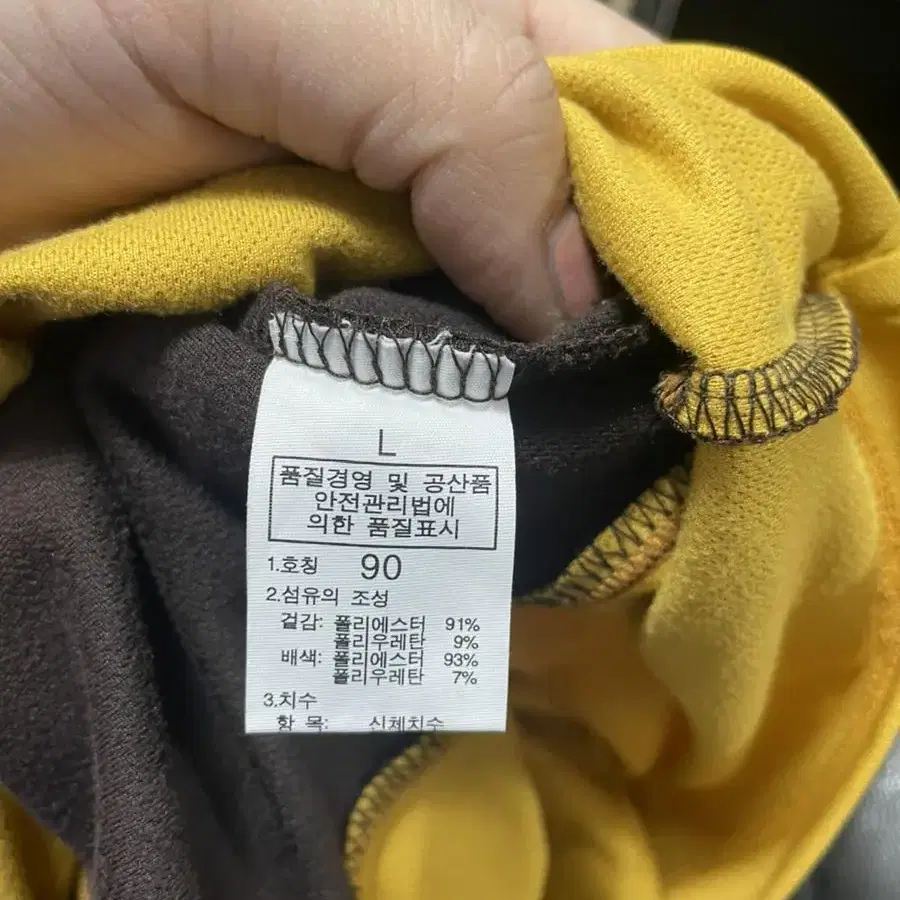 L
품질경영 및 공산품
안전관리법에
의한 품질표시
1.호칭 90
2.섬유의 조성
겉감: 폴리에스터 91%
폴리우레탄 9%
배색: 폴리에스터 93%
폴리우레탄 7%
3.치수
항 목: 신체치수